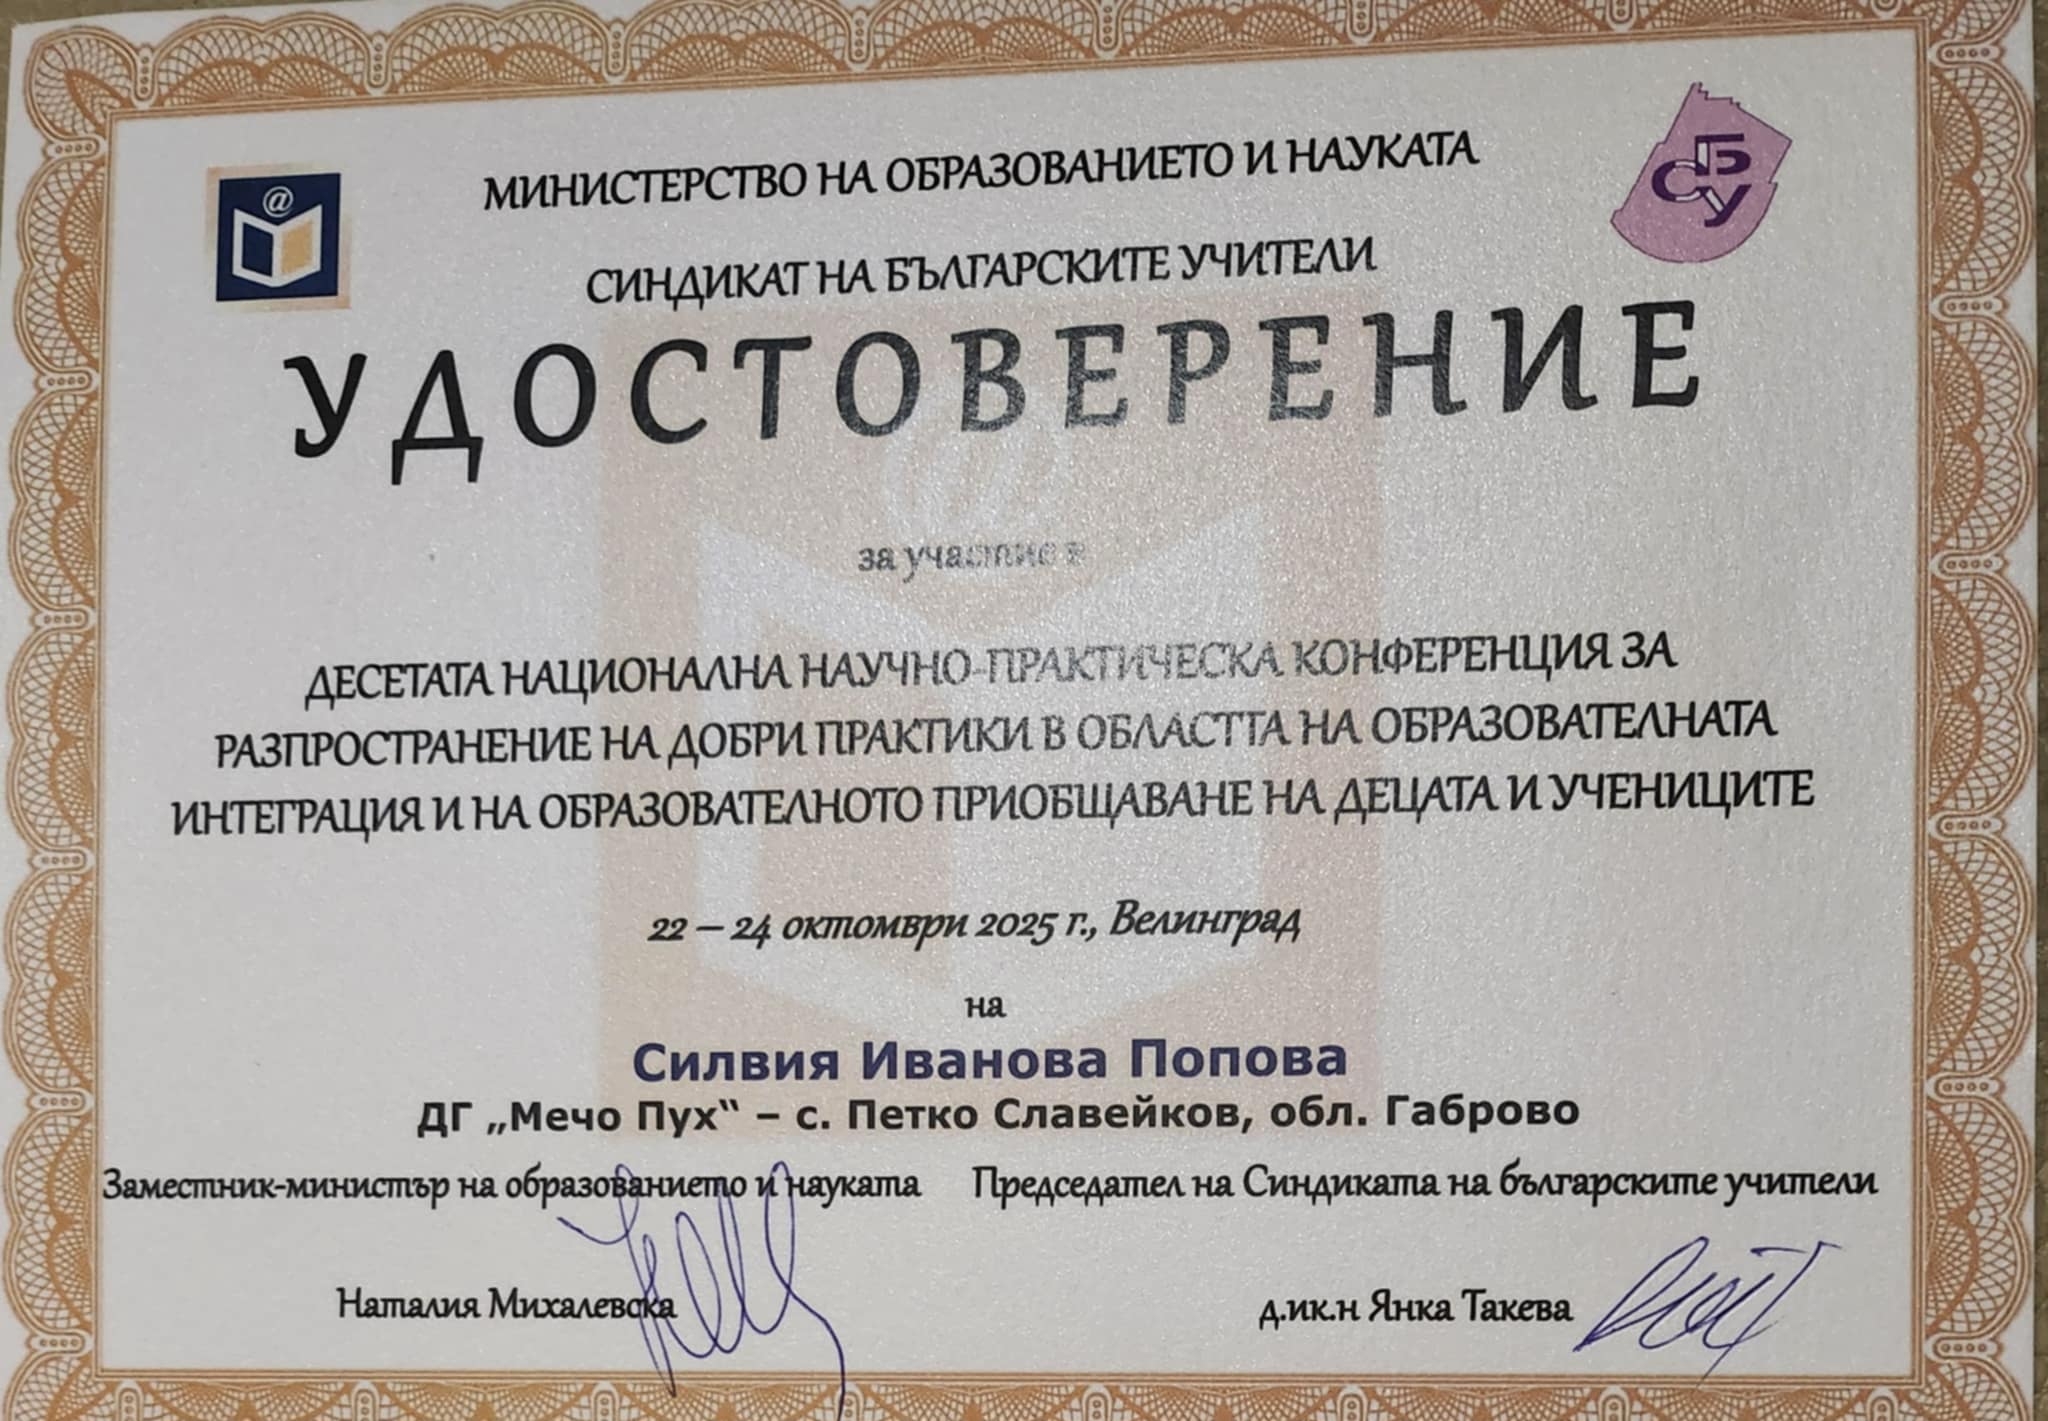 @
МИНИСТЕРСТВО НА ОБРАЗОВАНИЕТО И НАУКАТА
СБУ
СИНДИКАТ НА БЪЛГАРСКИТЕ УЧИТЕЛИ
УДОСТОВЕРЕНИЕ
за участие в
ДЕСЕТАТА НАЦИОНАЛНА НАУЧНО-ПРАКТИЧЕСКА КОНФЕРЕНЦИЯ ЗА
РАЗПРОСТРАНЕНИЕ НА ДОБРИ ПРАКТИКИ В ОБЛАСТТА НА ОБРАЗОВАТЕЛНАТА
ИНТЕГРАЦИЯ И НА ОБРАЗОВАТЕЛНОТО ПРИОБЩАВАНЕ НА ДЕЦАТА И УЧЕНИЦИТЕ
22 – 24 октомври 2025 г., Велинград
на
Силвия Иванова Попова
ДГ „Мечо Пух“ – с. Петко Славейков, обл. Габрово
Заместник-министър на образованието и науката Председател на Синдиката на българските учители
Наталия Михалевска д.ик.н Янка Такева